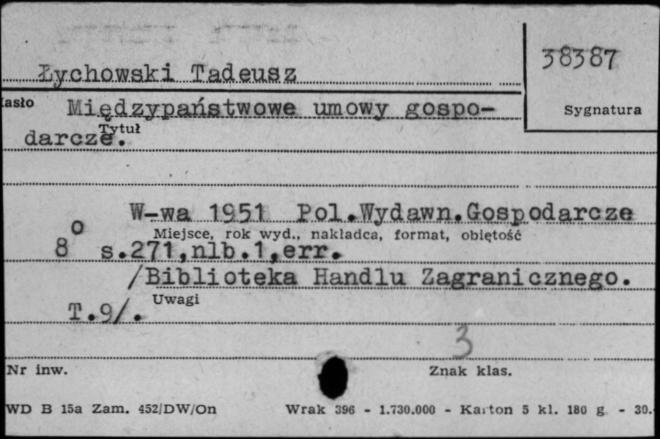 38387
Łychowski Tadeusz
Hasło Międzypaństwowe umowy gospo-
Sygnatura
Tytuł
darcze.
W-wa 1951 Pol.Wydawn.Gospodarcze
Miejsce, rok wyd., nakładca, format, objętość
8° s.271,nlb.1,err.
/Biblioteka Handlu Zagranicznego.
Uwagi
T.9/.
3
Nr inw.
Znak klas.
WD B 15a Zam. 452/DW/On Wrak 396 - 1.730.000 - Karton 5 kl. 180 g - 30.